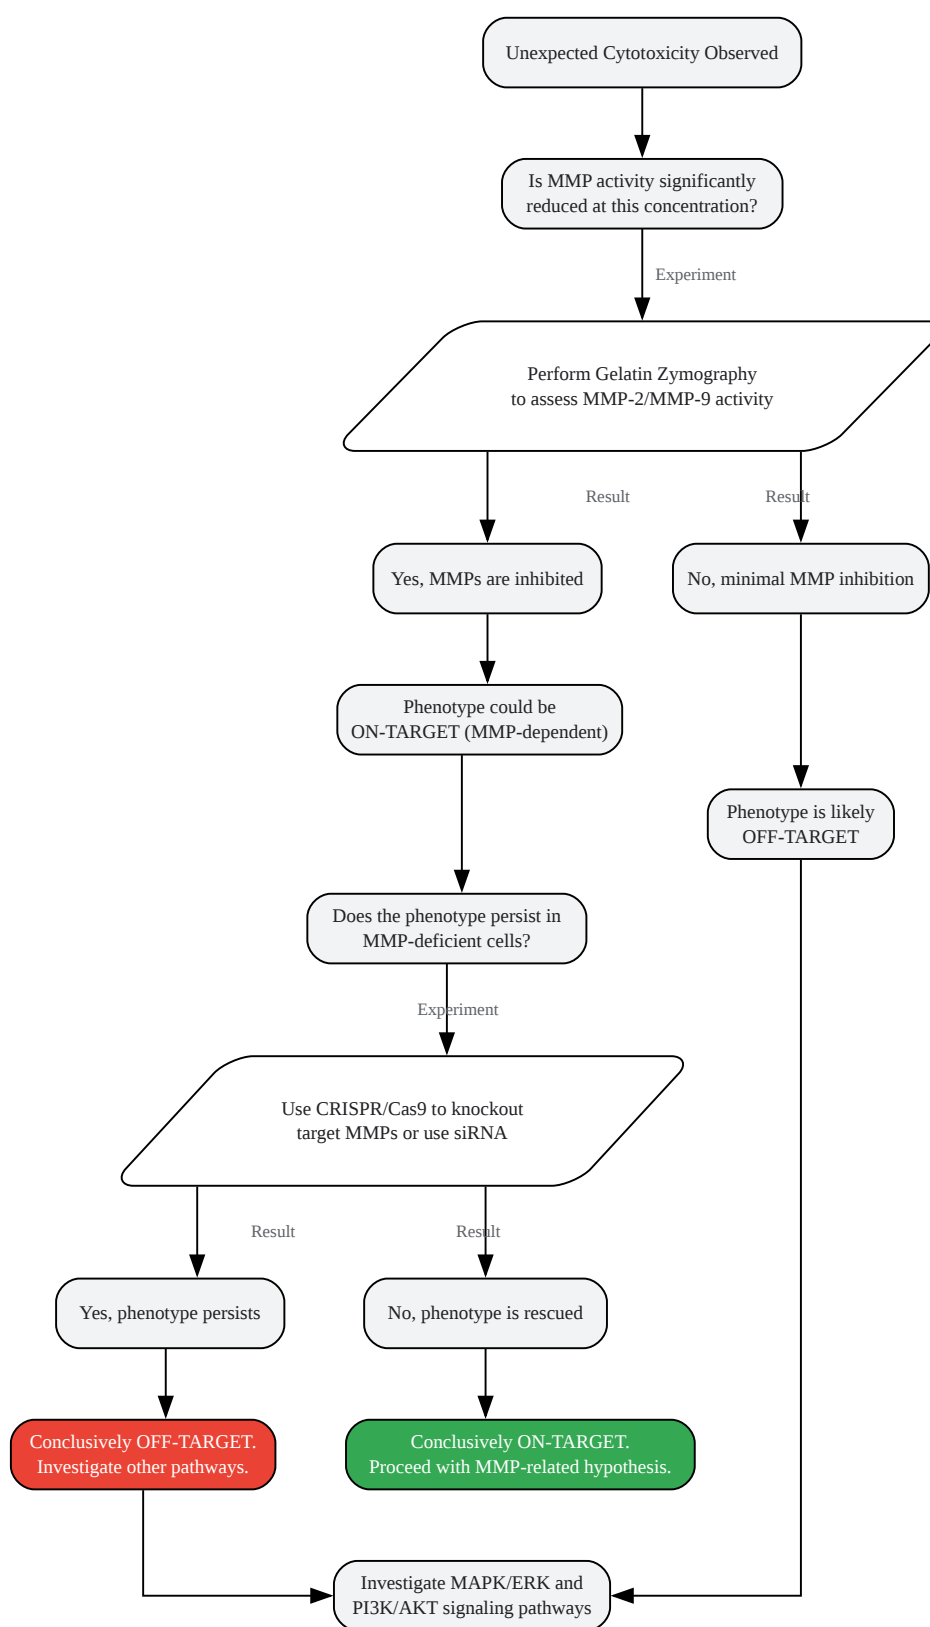 Unexpected Cytotoxicity Observed
Is MMP activity significantly
reduced at this concentration?
Experiment
Perform Gelatin Zymography
to assess MMP-2/MMP-9 activity
Result
Result
Yes, MMPs are inhibited
No, minimal MMP inhibition
Phenotype could be
ON-TARGET (MMP-dependent)
Phenotype is likely
OFF-TARGET
Does the phenotype persist in
MMP-deficient cells?
Experiment
Use CRISPR/Cas9 to knockout
target MMPs or use siRNA
Result
Result
Yes, phenotype persists
No, phenotype is rescued
Conclusively OFF-TARGET.
Investigate other pathways.
Conclusively ON-TARGET.
Proceed with MMP-related hypothesis.
Investigate MAPK/ERK and
PI3K/AKT signaling pathways